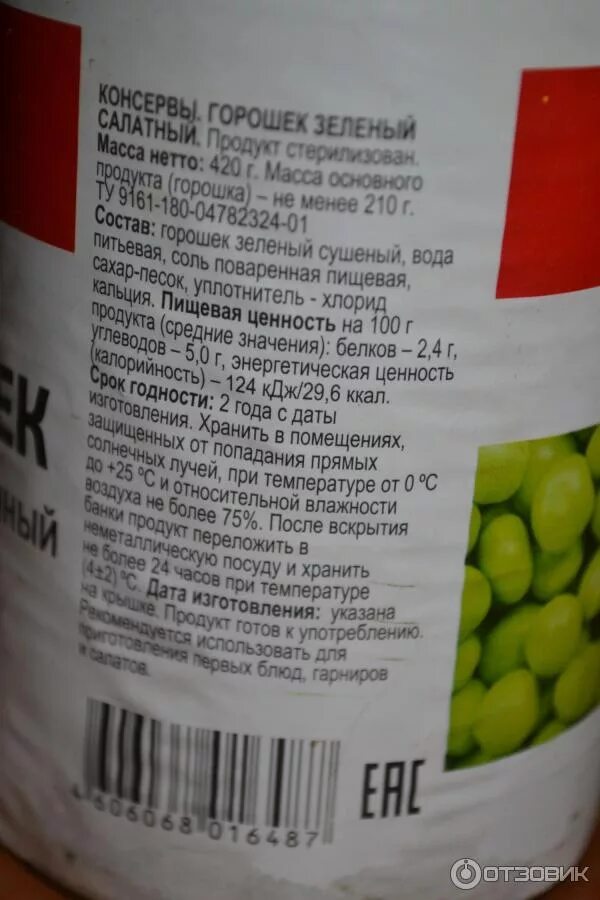 КОНСЕРВЫ. ГОРОШЕК ЗЕЛЕНЫЙ
САЛАТНЫЙ. Продукт стерилизован.
Масса нетто: 420 г. Масса основного
продукта (горошка) – не менее 210 г.
ТУ 9161-180-04782324-01
Состав: горошек зеленый сушеный, вода
питьевая, соль поваренная пищевая,
сахар-песок, уплотнитель - хлорид
кальция. Пищевая ценность на 100 г
продукта (средние значения): белков – 2,4 г,
углеводов – 5,0 г, энергетическая ценность
(калорийность) – 124 кДж/29,6 ккал.
Срок годности: 2 года с даты
изготовления. Хранить в помещениях,
защищенных от попадания прямых
солнечных лучей, при температуре от 0 ºС
до +25 ºС и относительной влажности
воздуха не более 75%. После вскрытия
банки продукт переложить в
неметаллическую посуду и хранить
не более 24 часов при температуре
(4±2) ºС. Дата изготовления: указана
на крышке. Продукт готов к употреблению.
Рекомендуется использовать для
приготовления первых блюд, гарниров
и салатов.
ЕК
ный
4 606068 016487
EAC
ОТЗОВИК